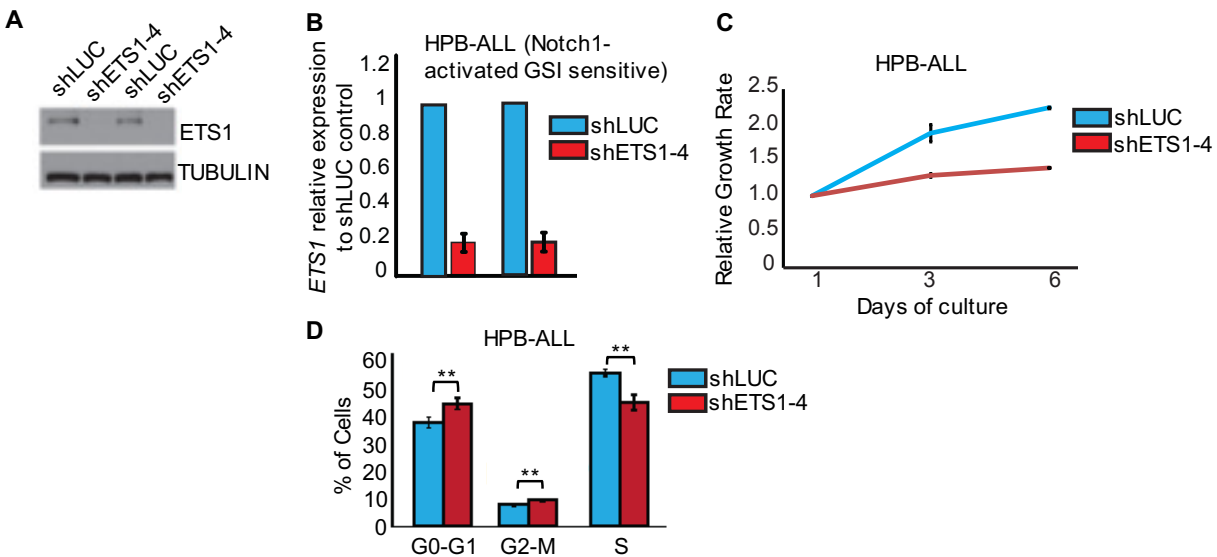 A
shLUC
shETS1-4
shLUC
shETS1-4
ETS1
TUBULIN
B
HPB-ALL (Notch1-
activated GSI sensitive)
ETS1 relative expression
to shLUC control
1.2
1
0.8
0.6
0.4
0.2
0
shLUC
shETS1-4
C
HPB-ALL
Relative Growth Rate
2.5
2.0
1.5
1.0
0.5
0
1 3 6
Days of culture
shLUC
shETS1-4
D
HPB-ALL
% of Cells
60
50
40
30
20
10
0
**
**
**
G0-G1 G2-M S
shLUC
shETS1-4